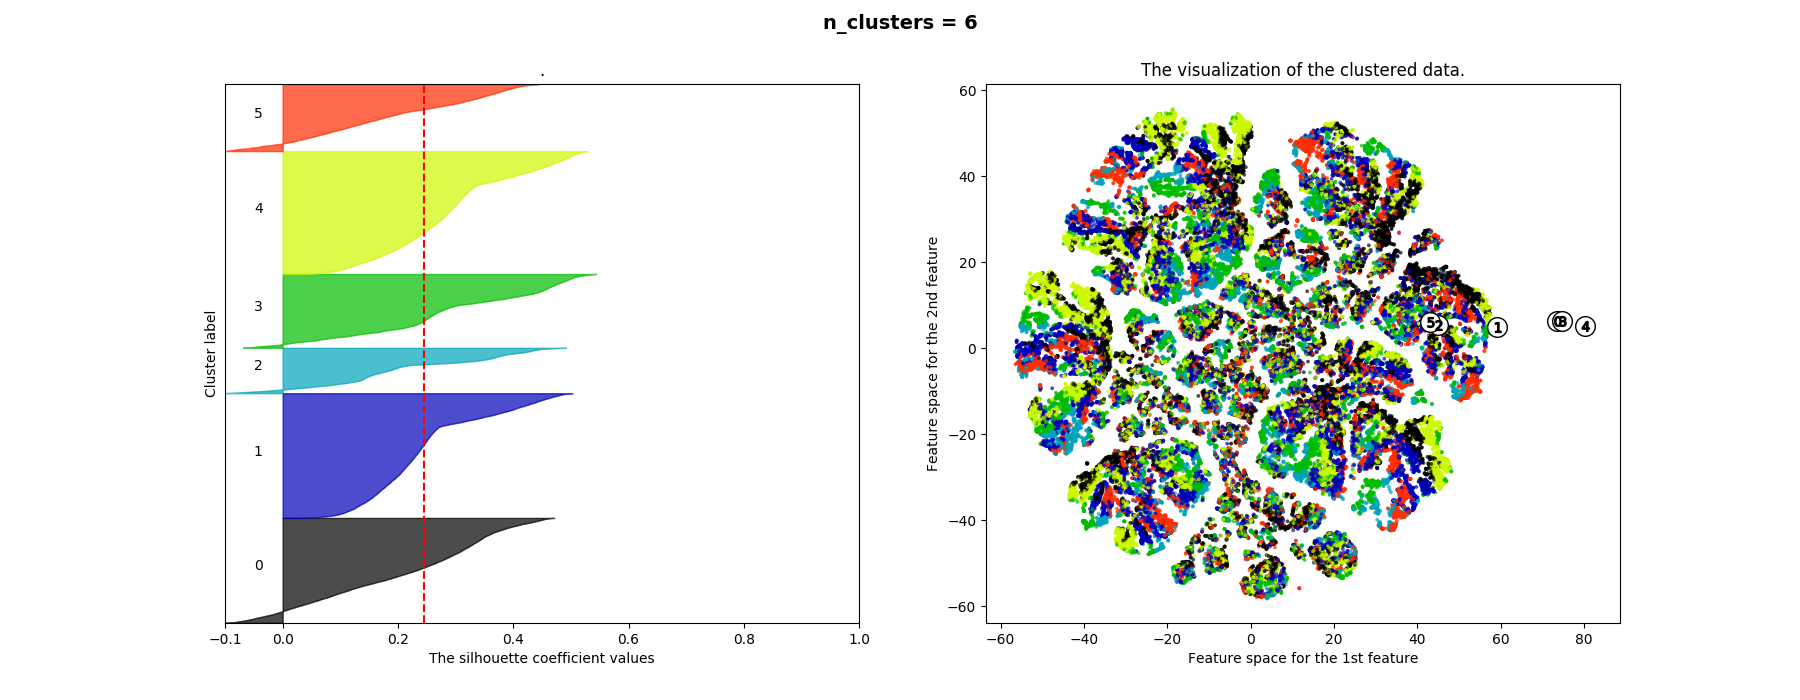 n_clusters = 6
.
Cluster label
5
4
3
2
1
0
−0.1 0.0 0.2 0.4 0.6 0.8 1.0
The silhouette coefficient values
The visualization of the clustered data.
Feature space for the 2nd feature
60
40
20
0
−20
−40
−60
5 2 1 0 3 4
−60 −40 −20 0 20 40 60 80
Feature space for the 1st feature